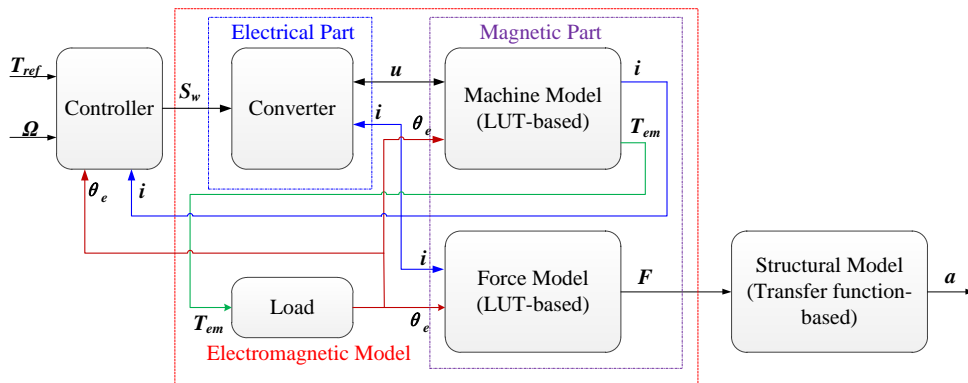 Electrical Part
Magnetic Part
T_ref
Ω
Controller
S_w
Converter
u
i
θ_e
Machine Model
(LUT-based)
i
T_em
θ_e
i
T_em
Load
i
θ_e
Force Model
(LUT-based)
F
Structural Model
(Transfer function-
based)
a
Electromagnetic Model